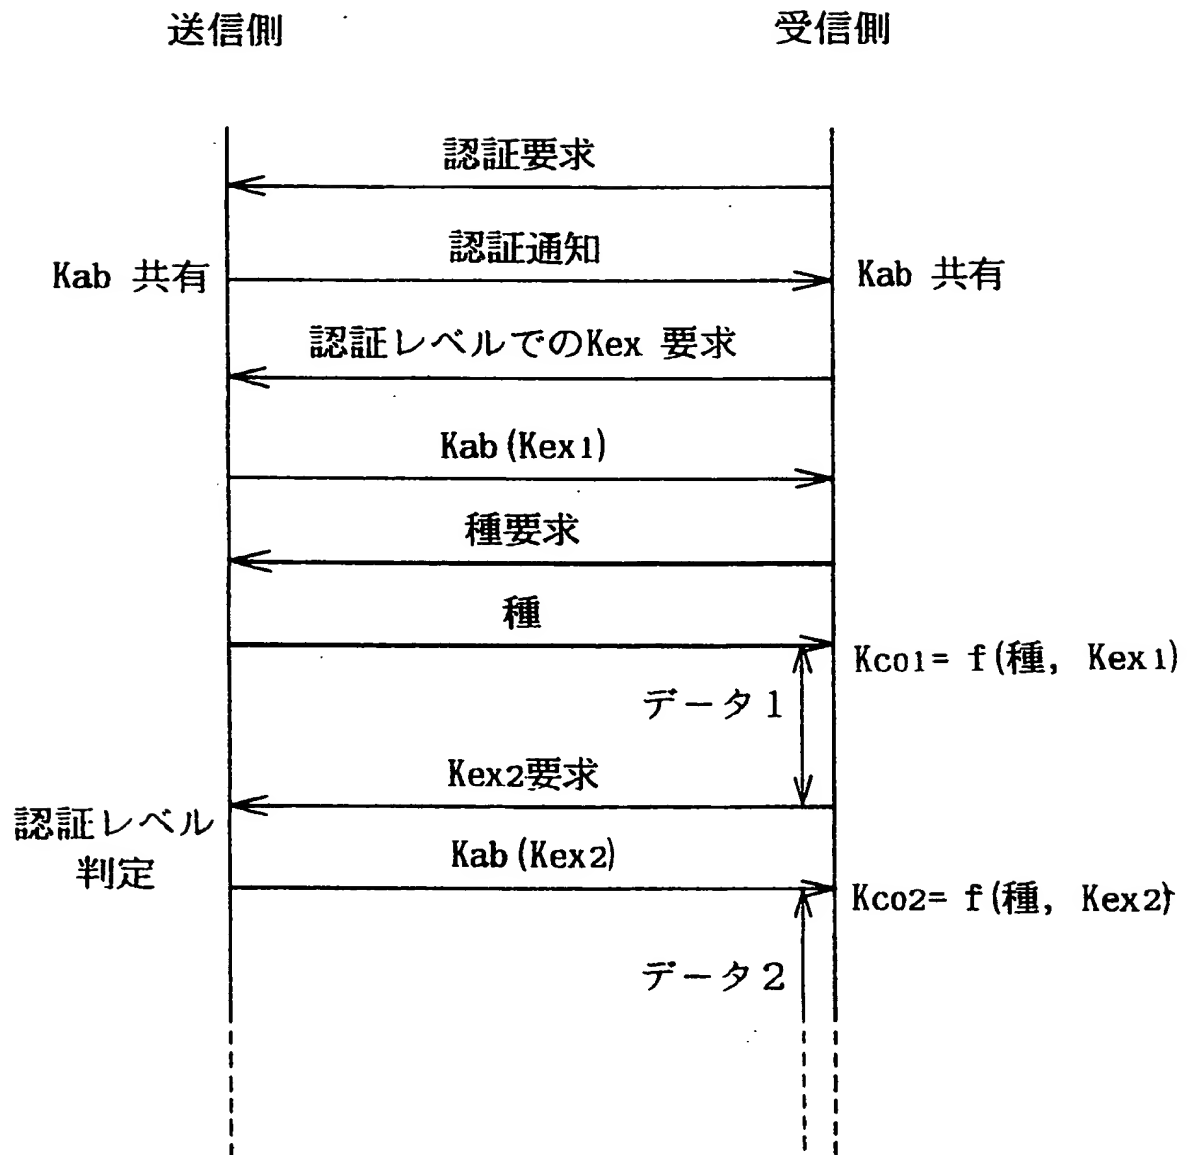 送信側
受信側
認証要求
認証通知
Kab 共有
Kab 共有
認証レベルでのKex 要求
Kab(Kex1)
種要求
種
Kco1= f(種, Kex1)
データ1
Kex2要求
認証レベル
判定
Kab(Kex2)
Kco2= f(種, Kex2)
データ2